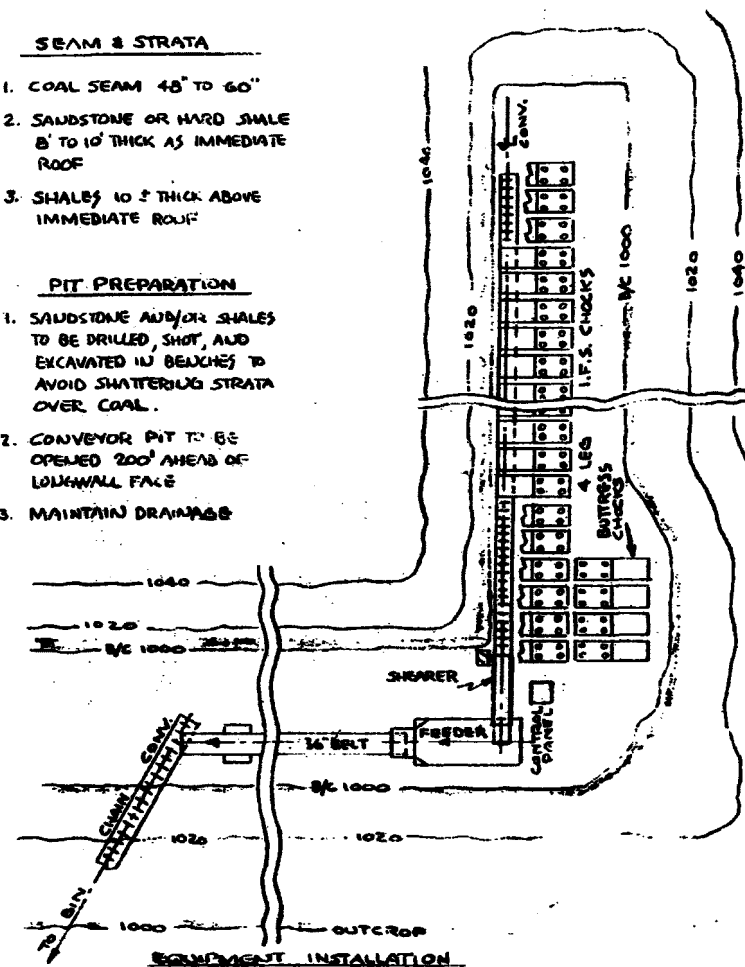 SEAM & STRATA
1. COAL SEAM 48" TO 60"
2. SANDSTONE OR HARD SHALE
8' TO 10' THICK AS IMMEDIATE
ROOF
3. SHALES 10'± THICK ABOVE
IMMEDIATE ROOF
PIT PREPARATION
1. SANDSTONE AND/OR SHALES
TO BE DRILLED, SHOT, AND
EXCAVATED IN BENCHES TO
AVOID SHATTERING STRATA
OVER COAL.
2. CONVEYOR PIT TO BE
OPENED 200' AHEAD OF
LONGWALL FACE
3. MAINTAIN DRAINAGE
1040
1020
CONV.
4 LEG I.F.S. CHOCKS
B/C 1000
1020
1040
BUTTRESS
CHOCKS
1040
1020
B/C 1000
SHEARER
CONTROL
PANEL
FEEDER
36" BELT
CHAIN CONV.
B/C 1000
1020
1020
TO BIN
1000
OUTCROP
EQUIPMENT INSTALLATION